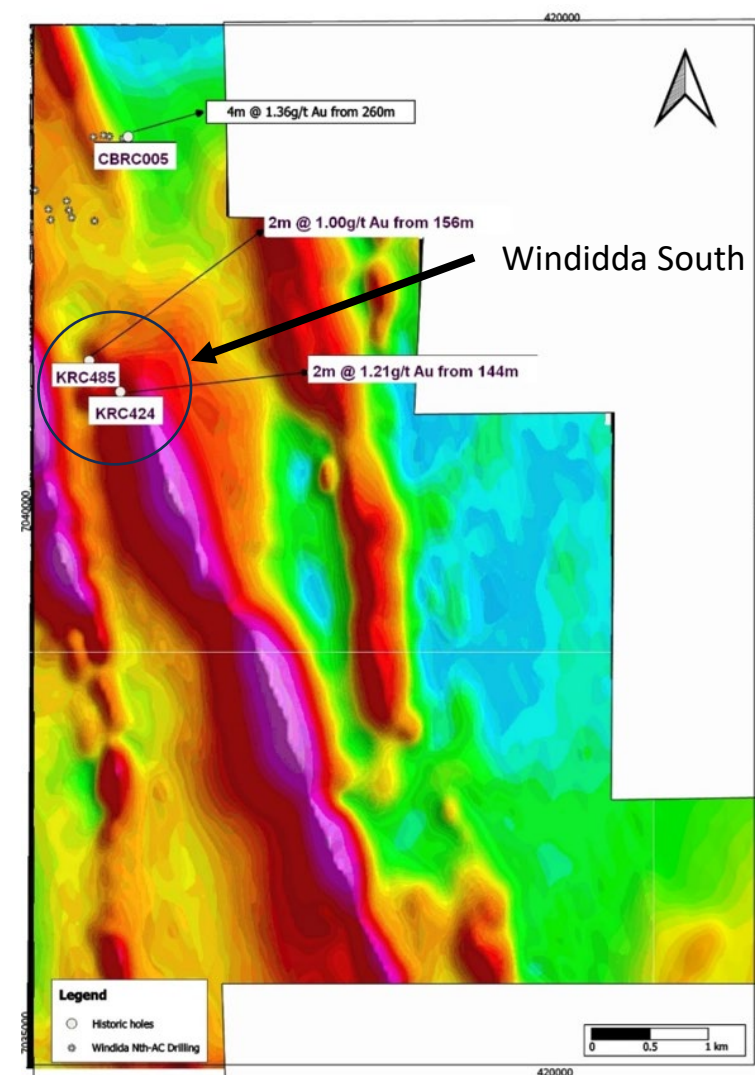 420000
4m @ 1.36g/t Au from 260m
CBRC005
2m @ 1.00g/t Au from 156m
Windidda South
KRC485
2m @ 1.21g/t Au from 144m
KRC424
7040000
Legend
Historic holes
Windida Nth-AC Drilling
7035000
0 0.5 1 km
420000